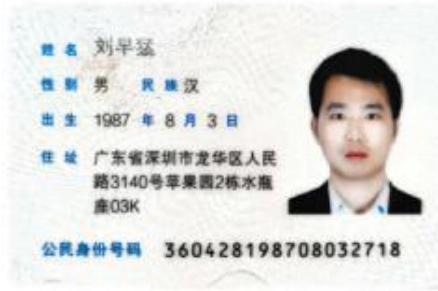 姓名 刘早猛
性别 男 民族 汉
出生 1987 年 8 月 3 日
住址 广东省深圳市龙华区人民
路3140号苹果园2栋水瓶
座03K
公民身份号码 360428198708032718